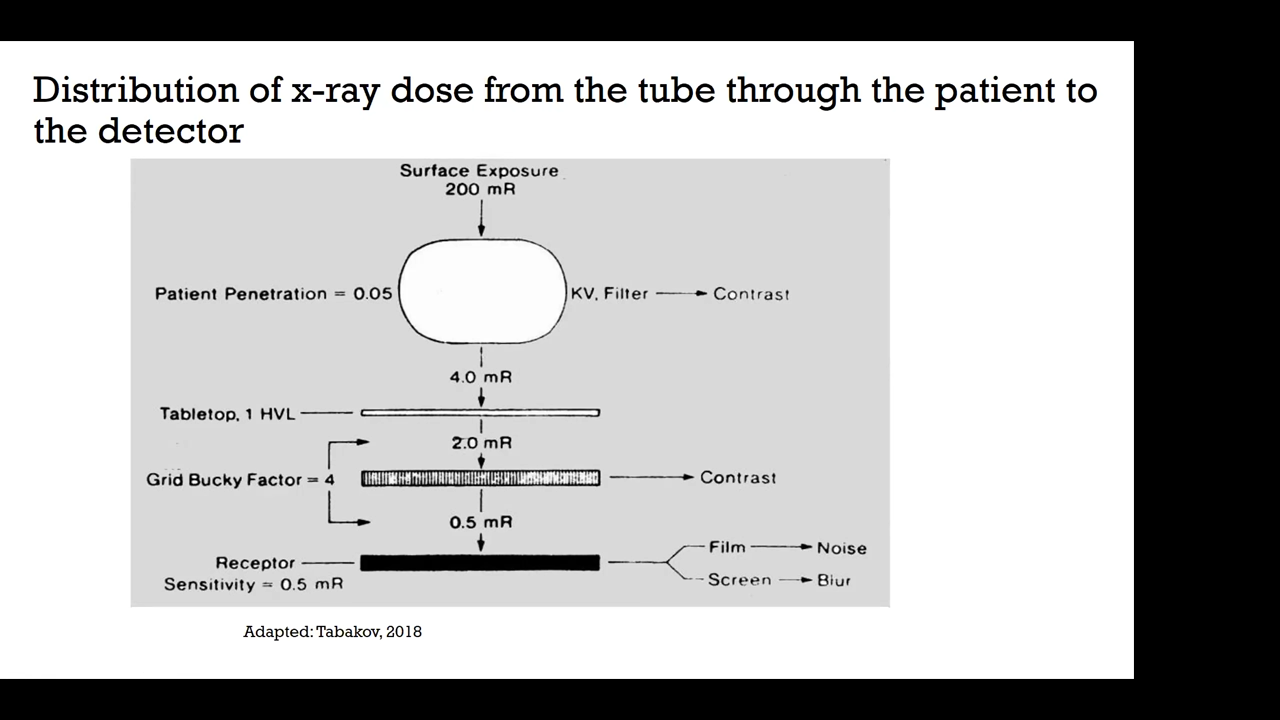 Distribution of x-ray dose from the tube through the patient to
the detector
Surface Exposure
200 mR
Patient Penetration = 0.05
KV, Filter
Contrast
4.0 mR
Tabletop, 1 HVL
2.0 mR
Grid Bucky Factor = 4
Contrast
0.5 mR
Film
Noise
Receptor
Sensitivity = 0.5 mR
Screen
Blur
Adapted: Tabakov, 2018